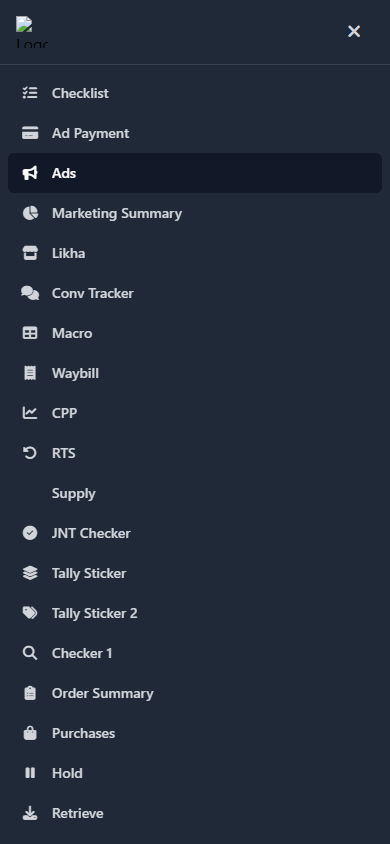 Checklist
Ad Payment
Ads
Marketing Summary
Likha
Conv Tracker
Macro
Waybill
CPP
RTS
Supply
JNT Checker
Tally Sticker
Tally Sticker 2
Checker 1
Order Summary
Purchases
Hold
Retrieve